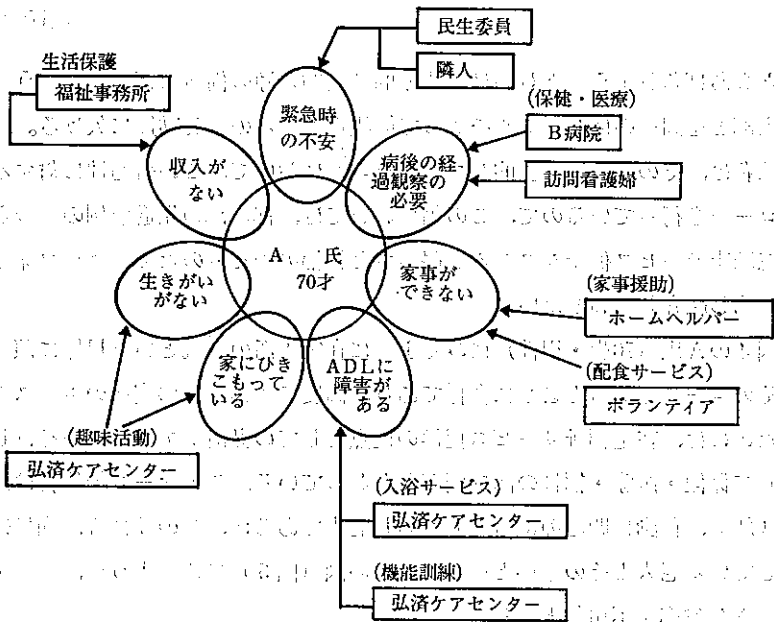 民生委員
隣人
生活保護
福祉事務所
緊急時
の不安
(保健・医療)
B病院
訪問看護婦
病後の経
過観察の
必要
収入が
ない
A 氏
70才
家事が
できない
生きがい
がない
(家事援助)
ホームヘルパー
家にひき
こもって
いる
ADLに
障害が
ある
(配食サービス)
ボランティア
(趣味活動)
弘済ケアセンター
(入浴サービス)
弘済ケアセンター
(機能訓練)
弘済ケアセンター